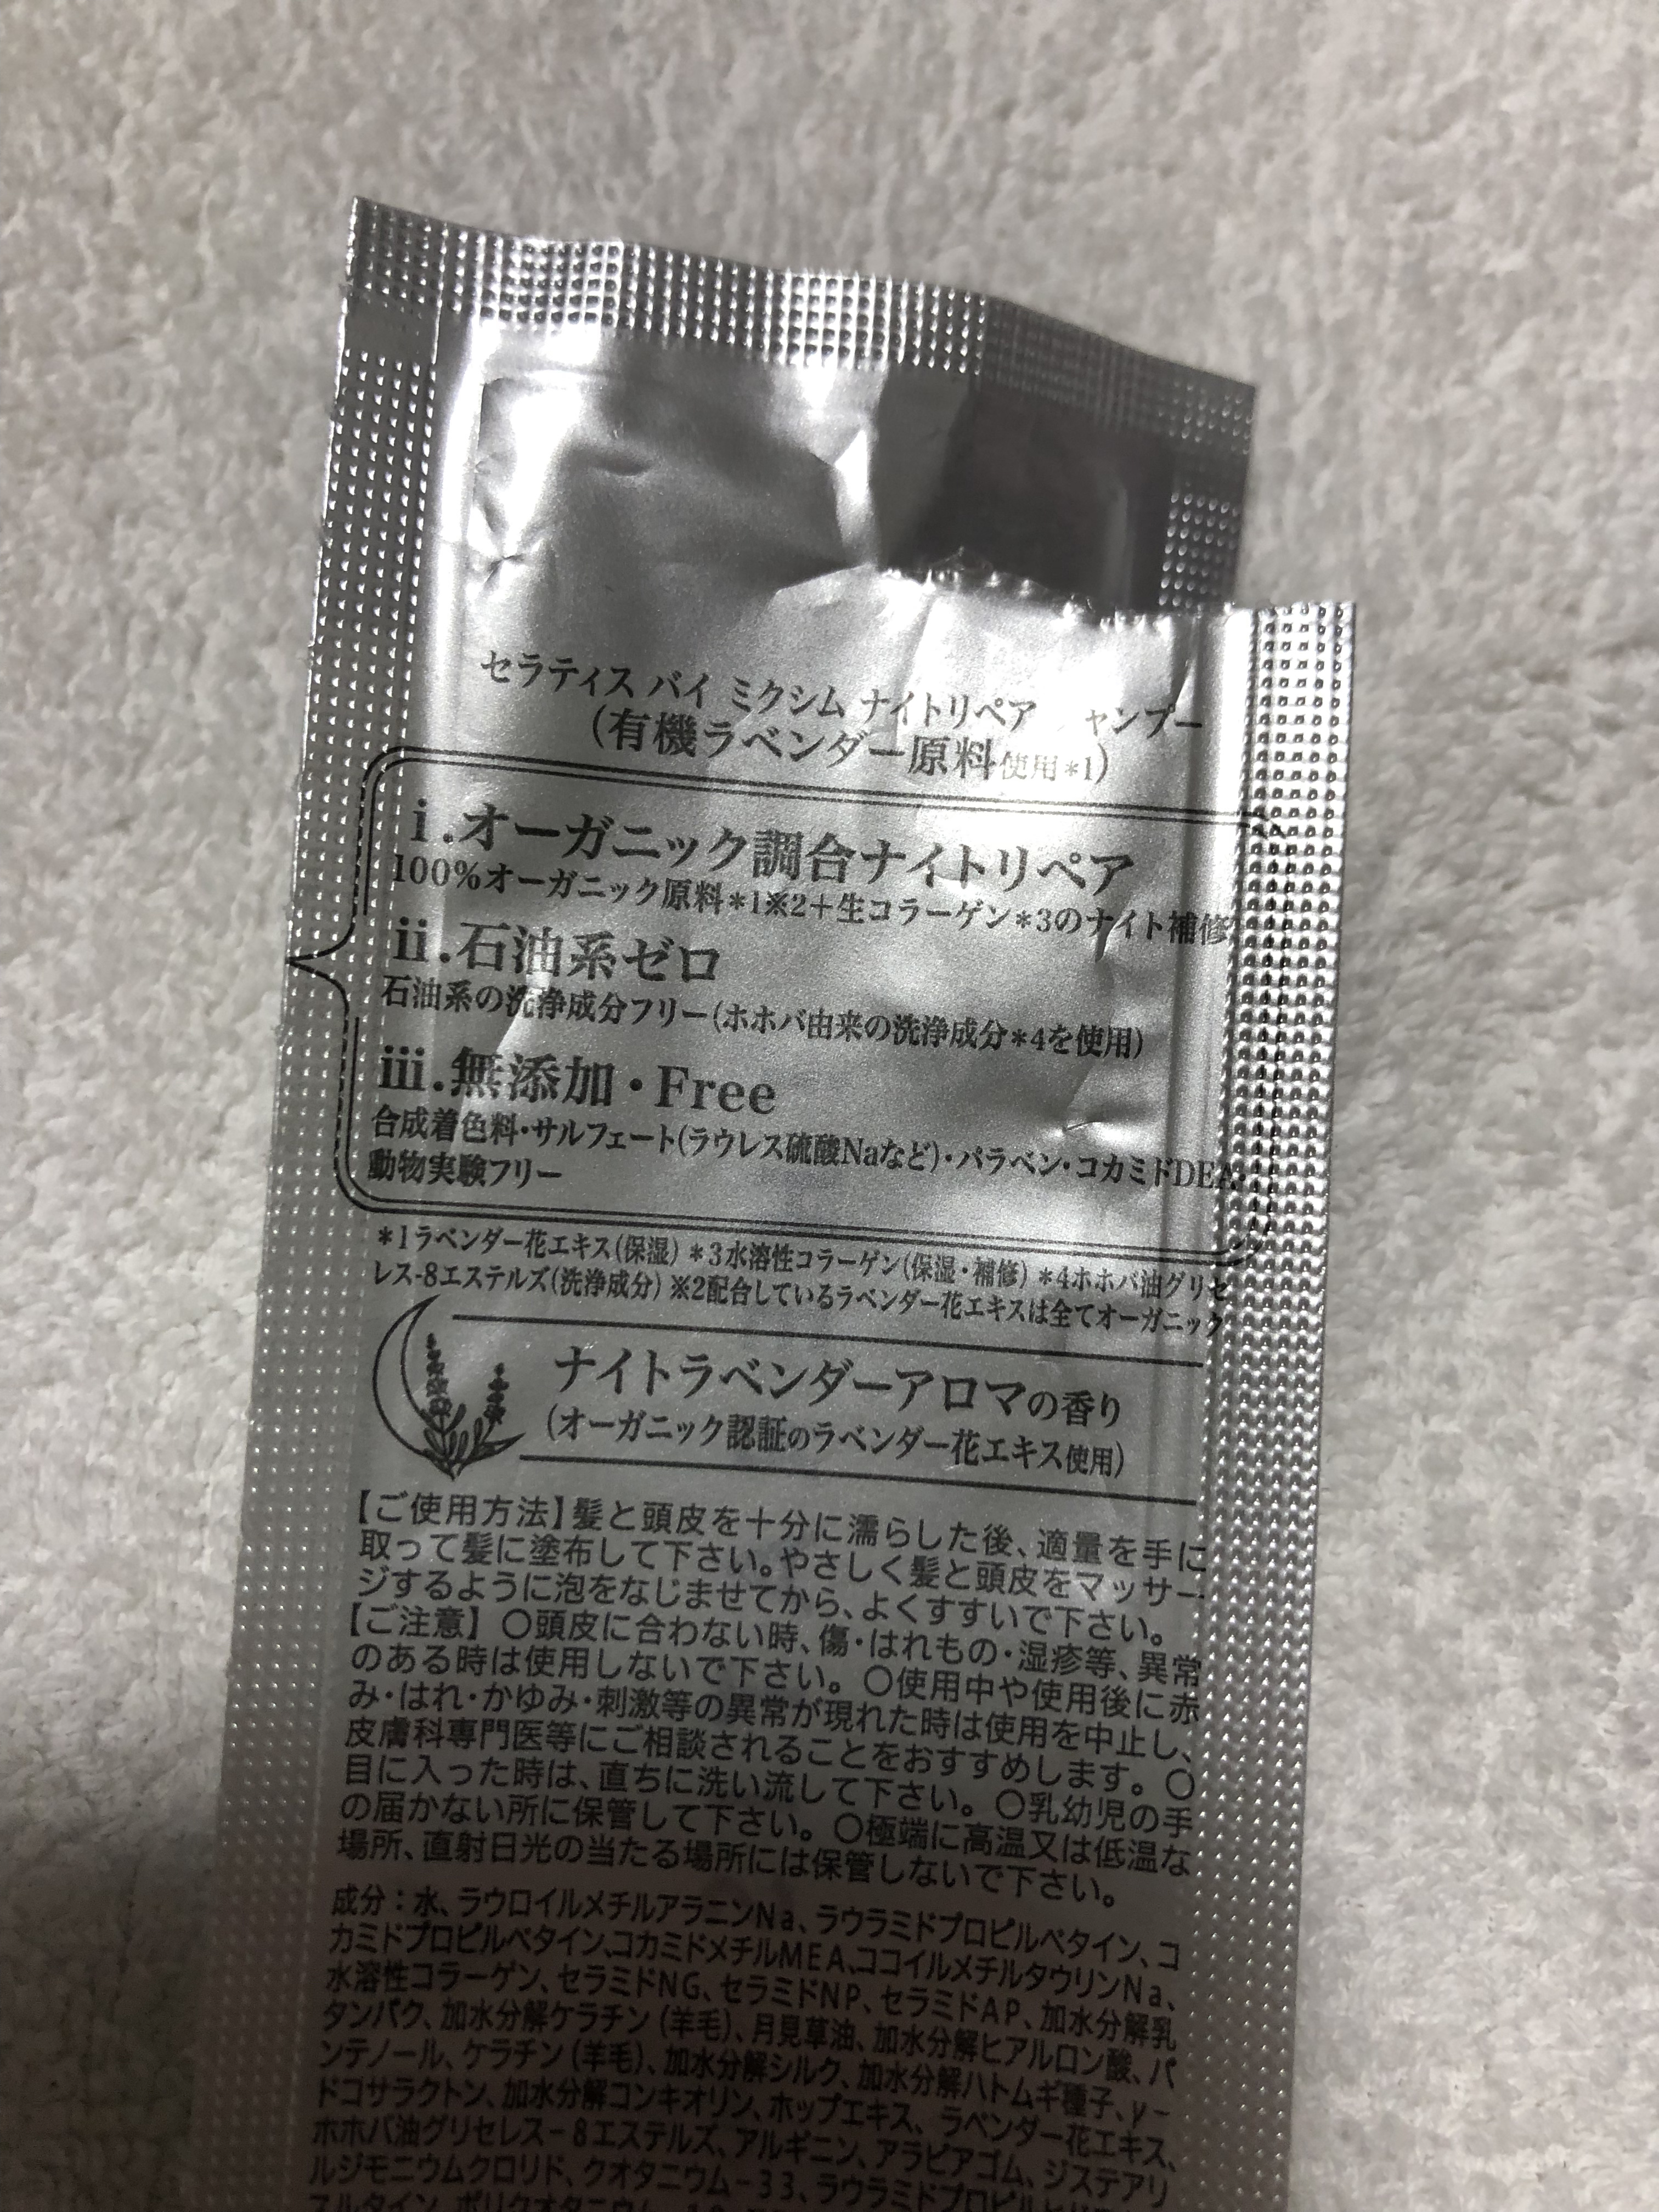 セラティス バイ ミクシム ナイトリペア ャンプー
(有機ラベンダー原料使用*1)
i.オーガニック調合ナイトリペア
100%オーガニック原料*1※2+生コラーゲン*3のナイト補修
ii.石油系ゼロ
石油系の洗浄成分フリー(ホホバ由来の洗浄成分*4を使用)
iii.無添加・Free
合成着色料・サルフェート(ラウレス硫酸Naなど)・パラベン・コカミドDEA・
動物実験フリー
*1ラベンダー花エキス(保湿) *3水溶性コラーゲン(保湿・補修) *4ホホバ油グリセ
レス-8エステルズ(洗浄成分) ※2配合しているラベンダー花エキスは全てオーガニック
ナイトラベンダーアロマの香り
(オーガニック認証のラベンダー花エキス使用)
【ご使用方法】髪と頭皮を十分に濡らした後、適量を手に
取って髪に塗布して下さい。やさしく髪と頭皮をマッサー
ジするように泡をなじませてから、よくすすいで下さい。
【ご注意】〇頭皮に合わない時、傷・はれもの・湿疹等、異常
のある時は使用しないで下さい。〇使用中や使用後に赤
み・はれ・かゆみ・刺激等の異常が現れた時は使用を中止し、
皮膚科専門医等にご相談されることをおすすめします。〇
目に入った時は、直ちに洗い流して下さい。〇乳幼児の手
の届かない所に保管して下さい。〇極端に高温又は低温な
場所、直射日光の当たる場所には保管しないで下さい。
成分:水、ラウロイルメチルアラニンNa、ラウラミドプロピルベタイン、コ
カミドプロピルベタイン、コカミドメチルMEA、ココイルメチルタウリンNa、
水溶性コラーゲン、セラミドNG、セラミドNP、セラミドAP、加水分解乳
タンパク、加水分解ケラチン(羊毛)、月見草油、加水分解ヒアルロン酸、パ
ンテノール、ケラチン(羊毛)、加水分解シルク、加水分解ハトムギ種子、γ-
ドコサラクトン、加水分解コンキオリン、ホップエキス、ラベンダー花エキス、
ホホバ油グリセレス-8エステルズ、アルギニン、アラビアゴム、ジステアリ
ルジモニウムクロリド、クオタニウム-33、ラウラミドプロピルヒド